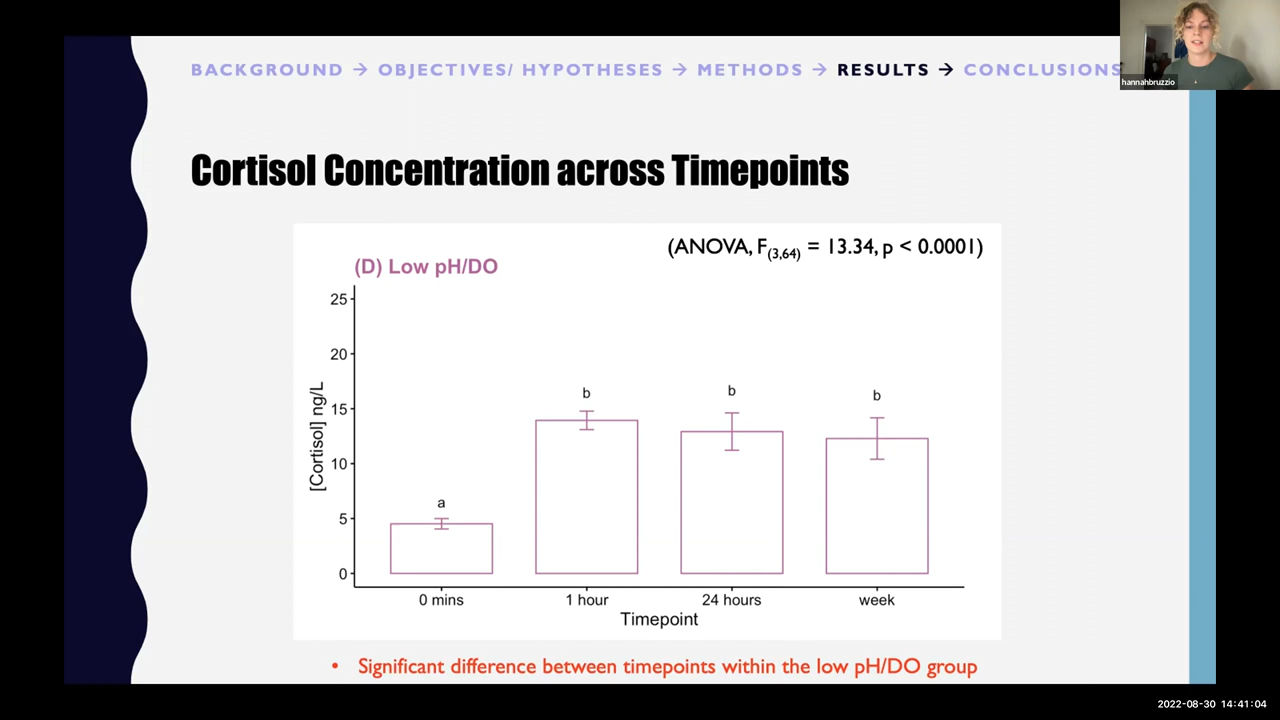 BACKGROUND → OBJECTIVES/ HYPOTHESES → METHODS → RESULTS → CONCLUSIONS
hannahbruzzio
Cortisol Concentration across Timepoints
(ANOVA, F(3,64) = 13.34, p < 0.0001)
(D) Low pH/DO
25
20
15
10
5
0
[Cortisol] ng/L
a
b
b
b
0 mins
1 hour
24 hours
week
Timepoint
• Significant difference between timepoints within the low pH/DO group
2022-08-30 14:41:04